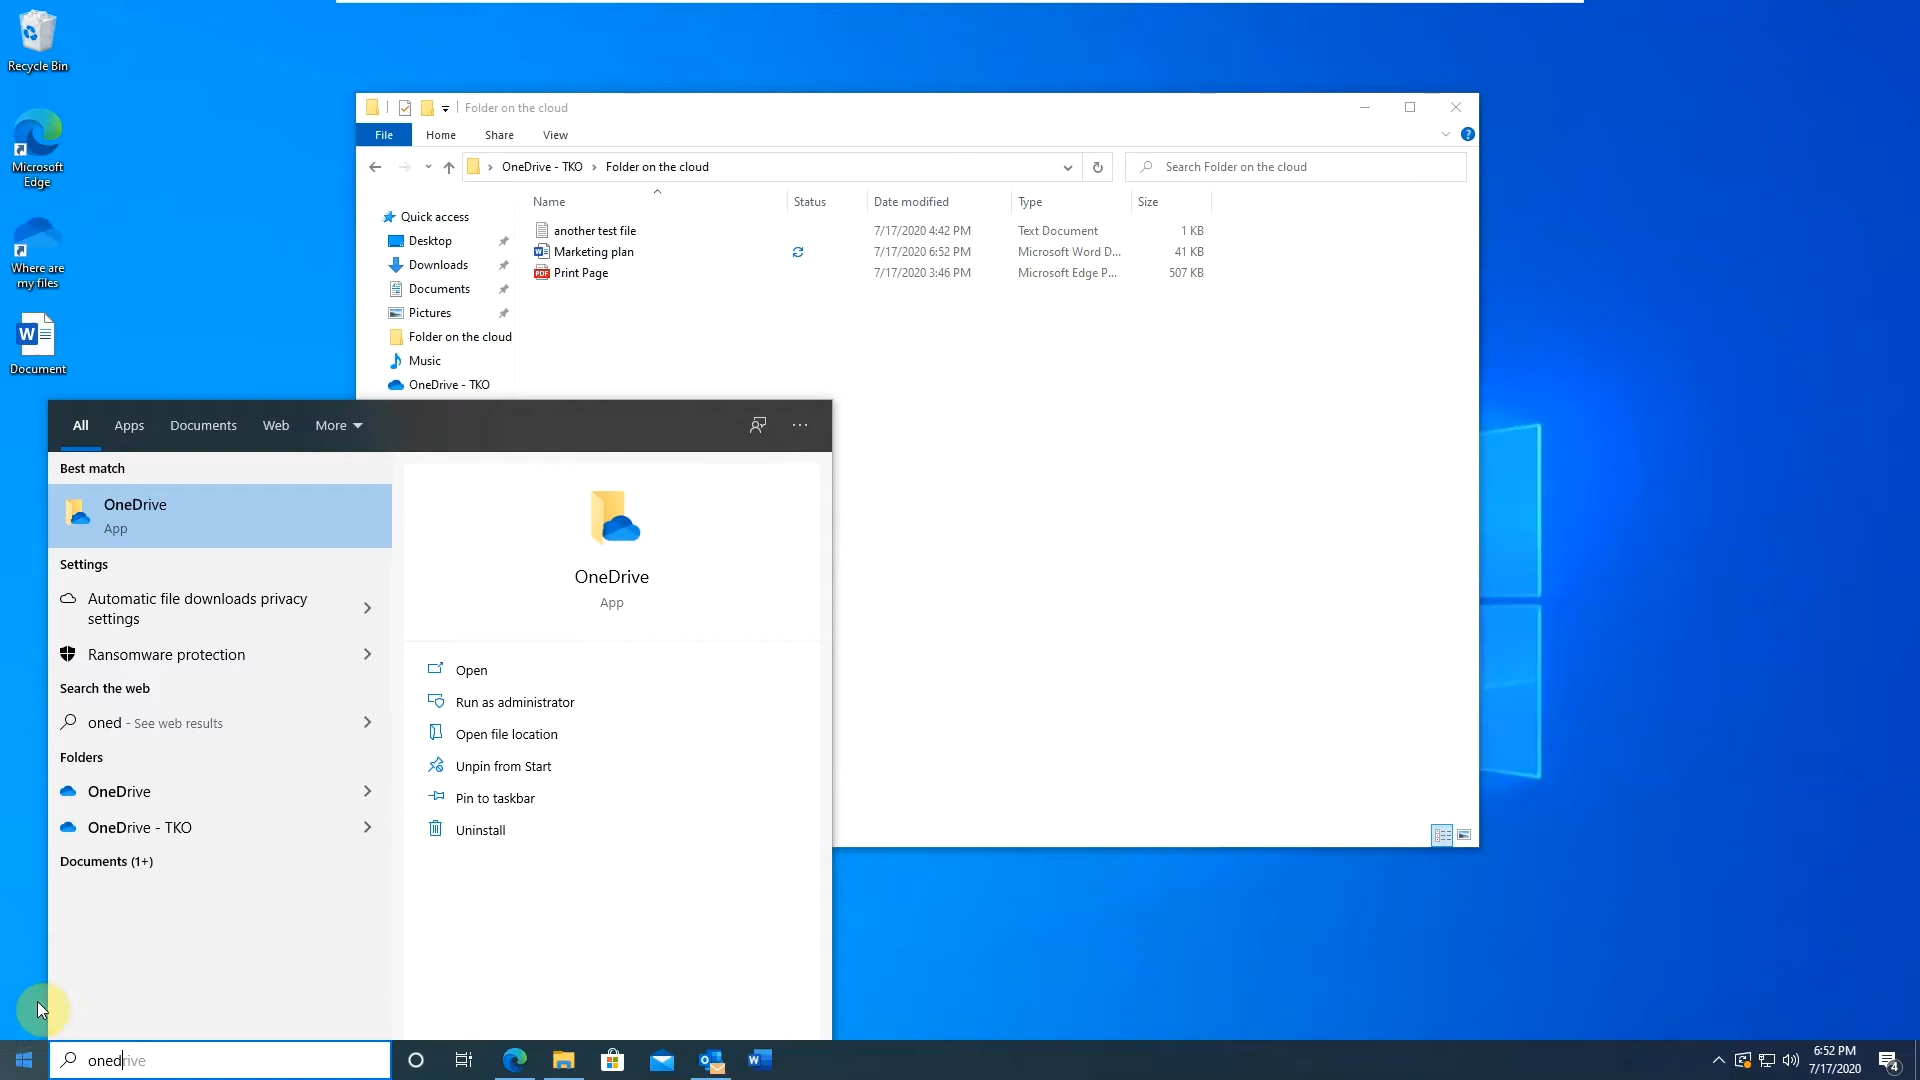 Recycle Bin
Microsoft
Edge
Where are
my files
Document
Folder on the cloud
File Home Share View
OneDrive - TKO Folder on the cloud
Search Folder on the cloud
Name Status Date modified Type Size
another test file 7/17/2020 4:42 PM Text Document 1 KB
Marketing plan 7/17/2020 6:52 PM Microsoft Word D... 41 KB
Print Page 7/17/2020 3:46 PM Microsoft Edge P... 507 KB
Quick access
Desktop
Downloads
Documents
Pictures
Folder on the cloud
Music
OneDrive - TKO
All Apps Documents Web More
Best match
OneDrive
App
Settings
Automatic file downloads privacy
settings
Ransomware protection
Search the web
oned - See web results
Folders
OneDrive
OneDrive - TKO
Documents (1+)
OneDrive
App
Open
Run as administrator
Open file location
Unpin from Start
Pin to taskbar
Uninstall
onedrive
6:52 PM
7/17/2020
4